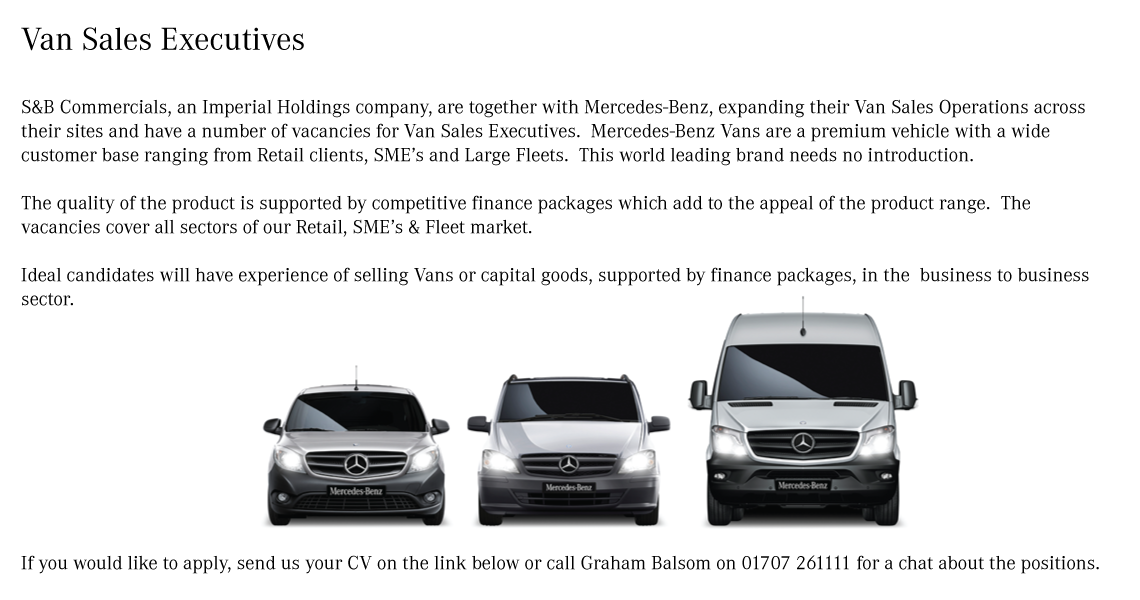 Van Sales Executives
S&B Commercials, an Imperial Holdings company, are together with Mercedes-Benz, expanding their Van Sales Operations across
their sites and have a number of vacancies for Van Sales Executives.  Mercedes-Benz Vans are a premium vehicle with a wide
customer base ranging from Retail clients, SME's and Large Fleets.  This world leading brand needs no introduction.
The quality of the product is supported by competitive finance packages which add to the appeal of the product range.  The
vacancies cover all sectors of our Retail, SME's & Fleet market.
Ideal candidates will have experience of selling Vans or capital goods, supported by finance packages, in the  business to business
sector.
Mercedes-Benz
Mercedes-Benz
Mercedes-Benz
If you would like to apply, send us your CV on the link below or call Graham Balsom on 01707 261111 for a chat about the positions.